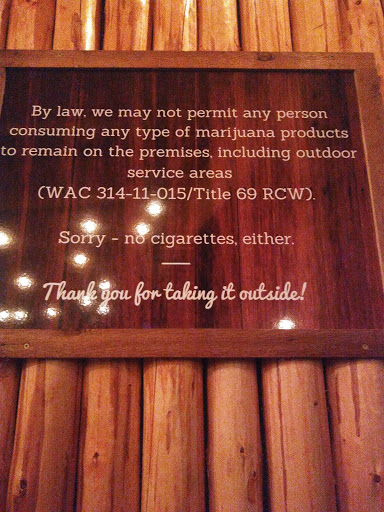 By law, we may not permit any person
consuming any type of marijuana products
to remain on the premises, including outdoor
service areas
(WAC 314-11-015/Title 69 RCW).
Sorry - no cigarettes, either.
Thank you for taking it outside!